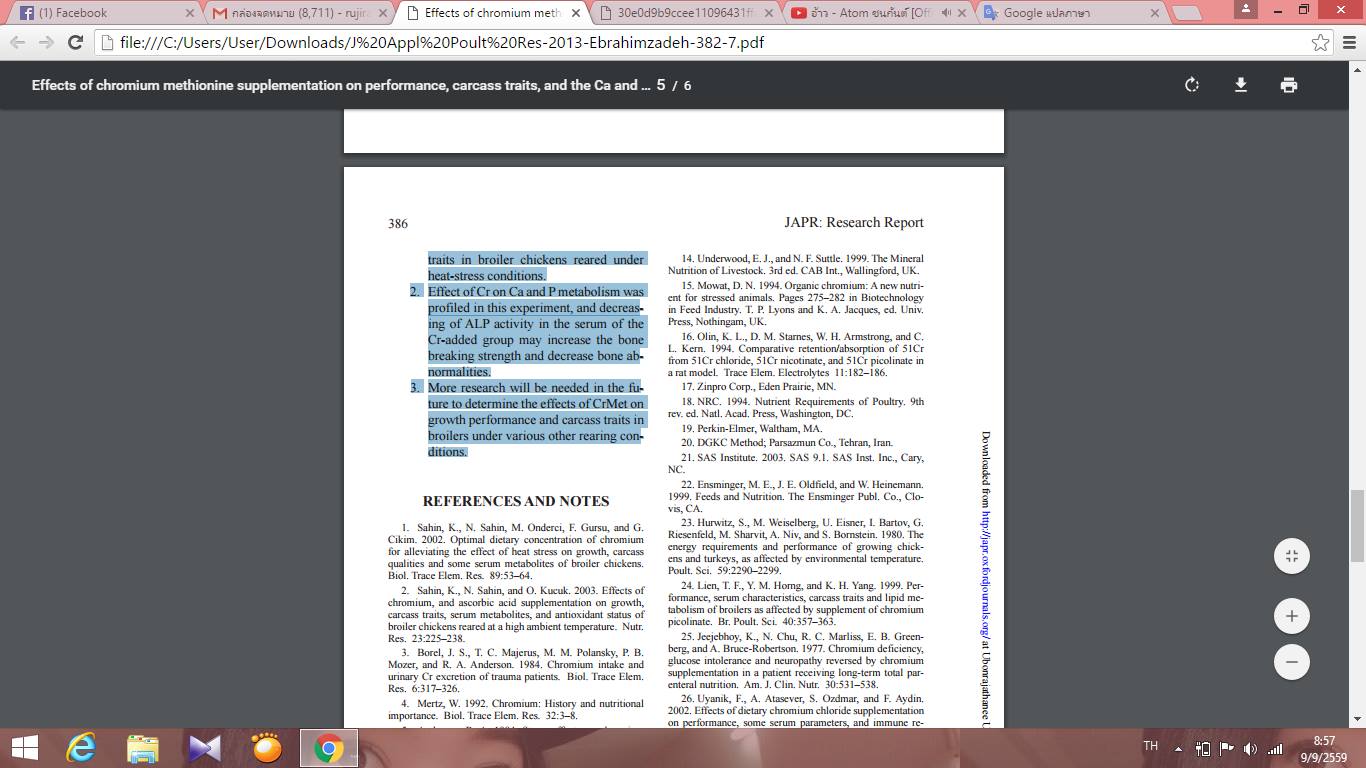 (1) Facebook
กล่องจดหมาย (8,711) - rujir
Effects of chromium meth
30e0d9b9ccee11096431ff
อ้าว - Atom ชนกันต์ [Of
Google แปลภาษา
file:///C:/Users/User/Downloads/J%20Appl%20Poult%20Res-2013-Ebrahimzadeh-382-7.pdf
Effects of chromium methionine supplementation on performance, carcass traits, and the Ca and ... 5 / 6
386
JAPR: Research Report
traits in broiler chickens reared under
heat-stress conditions.
2. Effect of Cr on Ca and P metabolism was
profiled in this experiment, and decreas-
ing of ALP activity in the serum of the
Cr-added group may increase the bone
breaking strength and decrease bone ab-
normalities.
3. More research will be needed in the fu-
ture to determine the effects of CrMet on
growth performance and carcass traits in
broilers under various other rearing con-
ditions.
REFERENCES AND NOTES
1. Sahin, K., N. Sahin, M. Onderci, F. Gursu, and G.
Cikim. 2002. Optimal dietary concentration of chromium
for alleviating the effect of heat stress on growth, carcass
qualities and some serum metabolites of broiler chickens.
Biol. Trace Elem. Res. 89:53–64.
2. Sahin, K., N. Sahin, and O. Kucuk. 2003. Effects of
chromium, and ascorbic acid supplementation on growth,
carcass traits, serum metabolites, and antioxidant status of
broiler chickens reared at a high ambient temperature. Nutr.
Res. 23:225–238.
3. Borel, J. S., T. C. Majerus, M. M. Polansky, P. B.
Mozer, and R. A. Anderson. 1984. Chromium intake and
urinary Cr excretion of trauma patients. Biol. Trace Elem.
Res. 6:317–326.
4. Mertz, W. 1992. Chromium: History and nutritional
importance. Biol. Trace Elem. Res. 32:3–8.
14. Underwood, E. J., and N. F. Suttle. 1999. The Mineral
Nutrition of Livestock. 3rd ed. CAB Int., Wallingford, UK.
15. Mowat, D. N. 1994. Organic chromium: A new nutri-
ent for stressed animals. Pages 275–282 in Biotechnology
in Feed Industry. T. P. Lyons and K. A. Jacques, ed. Univ.
Press, Nothingam, UK.
16. Olin, K. L., D. M. Starnes, W. H. Armstrong, and C.
L. Kern. 1994. Comparative retention/absorption of 51Cr
from 51Cr chloride, 51Cr nicotinate, and 51Cr picolinate in
a rat model. Trace Elem. Electrolytes 11:182–186.
17. Zinpro Corp., Eden Prairie, MN.
18. NRC. 1994. Nutrient Requirements of Poultry. 9th
rev. ed. Natl. Acad. Press, Washington, DC.
19. Perkin-Elmer, Waltham, MA.
20. DGKC Method; Parsazmun Co., Tehran, Iran.
21. SAS Institute. 2003. SAS 9.1. SAS Inst. Inc., Cary,
NC.
22. Ensminger, M. E., J. E. Oldfield, and W. Heinemann.
1999. Feeds and Nutrition. The Ensminger Publ. Co., Clo-
vis, CA.
23. Hurwitz, S., M. Weiselberg, U. Eisner, I. Bartov, G.
Riesenfeld, M. Sharvit, A. Niv, and S. Bornstein. 1980. The
energy requirements and performance of growing chick-
ens and turkeys, as affected by environmental temperature.
Poult. Sci. 59:2290–2299.
24. Lien, T. F., Y. M. Horng, and K. H. Yang. 1999. Per-
formance, serum characteristics, carcass traits and lipid me-
tabolism of broilers as affected by supplement of chromium
picolinate. Br. Poult. Sci. 40:357–363.
25. Jeejebhoy, K., N. Chu, R. C. Marliss, E. B. Green-
berg, and A. Bruce-Robertson. 1977. Chromium deficiency,
glucose intolerance and neuropathy reversed by chromium
supplementation in a patient receiving long-term total par-
enteral nutrition. Am. J. Clin. Nutr. 30:531–538.
26. Uyanik, F., A. Atasever, S. Ozdmar, and F. Aydin.
2002. Effects of dietary chromium chloride supplementation
on performance, some serum parameters, and immune re-
Downloaded from http://japr.oxfordjournals.org/ at Ubonrajathanee U
TH
8:57
9/9/2559